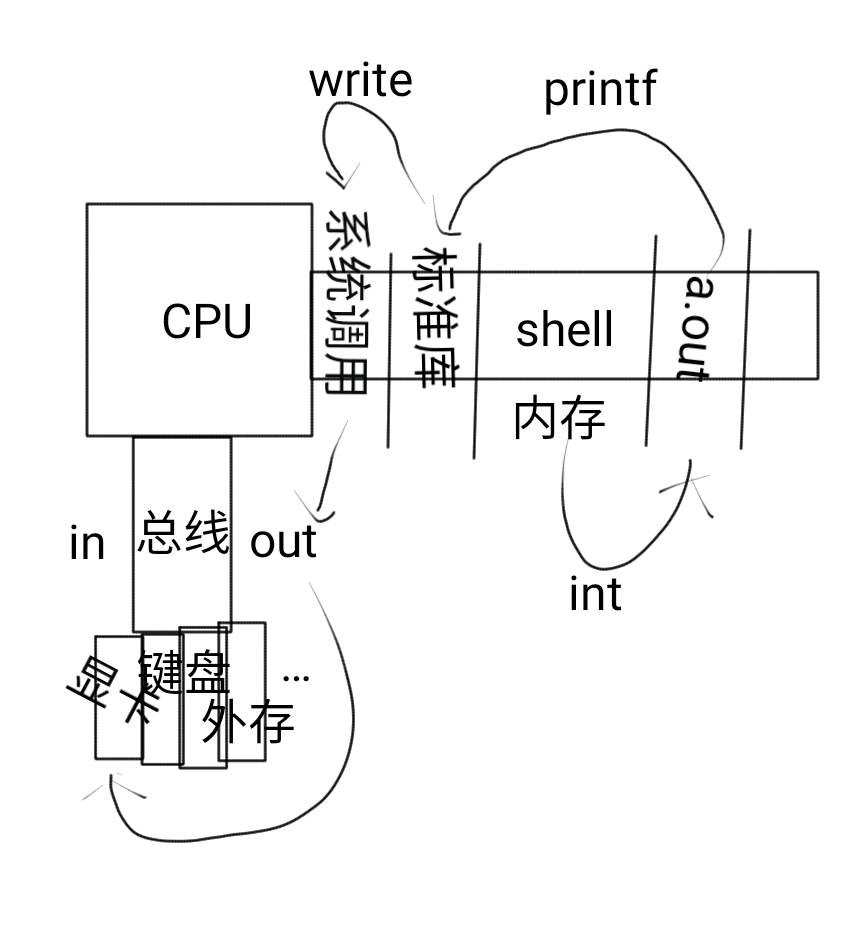 write
printf
系统调用
标准库
a.out
CPU
shell
内存
in
总线
out
int
显卡
键盘
...
外存